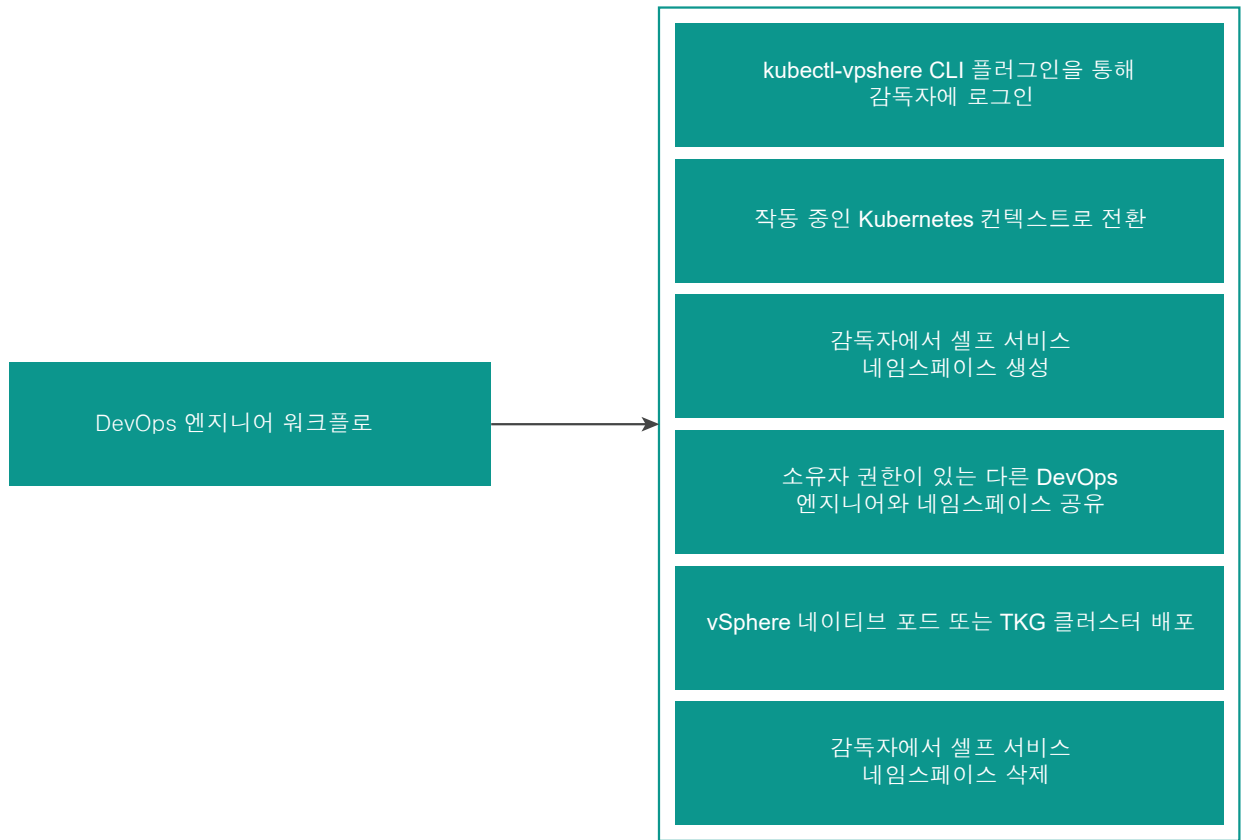 kubectl-vpshere CLI 플러그인을 통해
감독자에 로그인
작동 중인 Kubernetes 컨텍스트로 전환
감독자에서 셀프 서비스
네임스페이스 생성
DevOps 엔지니어 워크플로
소유자 권한이 있는 다른 DevOps
엔지니어와 네임스페이스 공유
vSphere 네이티브 포드 또는 TKG 클러스터 배포
감독자에서 셀프 서비스
네임스페이스 삭제